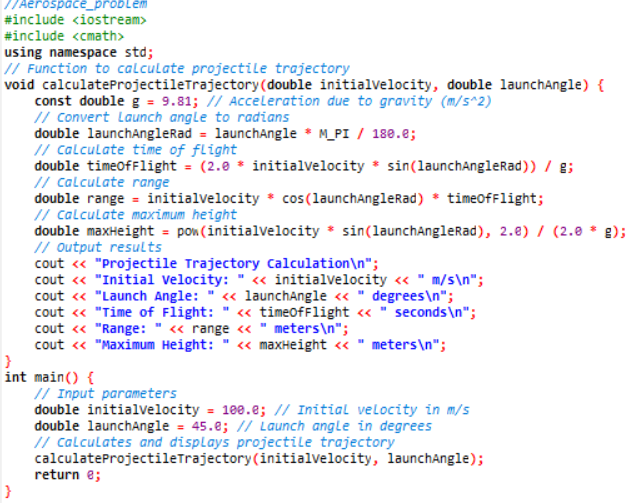 //Aerospace_problem
#include <iostream>
#include <cmath>
using namespace std;
// Function to calculate projectile trajectory
void calculateProjectileTrajectory(double initialVelocity, double launchAngle) {
    const double g = 9.81; // Acceleration due to gravity (m/s^2)
    // Convert launch angle to radians
    double launchAngleRad = launchAngle * M_PI / 180.0;
    // Calculate time of flight
    double timeOfFlight = (2.0 * initialVelocity * sin(launchAngleRad)) / g;
    // Calculate range
    double range = initialVelocity * cos(launchAngleRad) * timeOfFlight;
    // Calculate maximum height
    double maxHeight = pow(initialVelocity * sin(launchAngleRad), 2.0) / (2.0 * g);
    // Output results
    cout << "Projectile Trajectory Calculation\n";
    cout << "Initial Velocity: " << initialVelocity << " m/s\n";
    cout << "Launch Angle: " << launchAngle << " degrees\n";
    cout << "Time of Flight: " << timeOfFlight << " seconds\n";
    cout << "Range: " << range << " meters\n";
    cout << "Maximum Height: " << maxHeight << " meters\n";
}
int main() {
    // Input parameters
    double initialVelocity = 100.0; // Initial velocity in m/s
    double launchAngle = 45.0; // Launch angle in degrees
    // Calculates and displays projectile trajectory
    calculateProjectileTrajectory(initialVelocity, launchAngle);
    return 0;
}